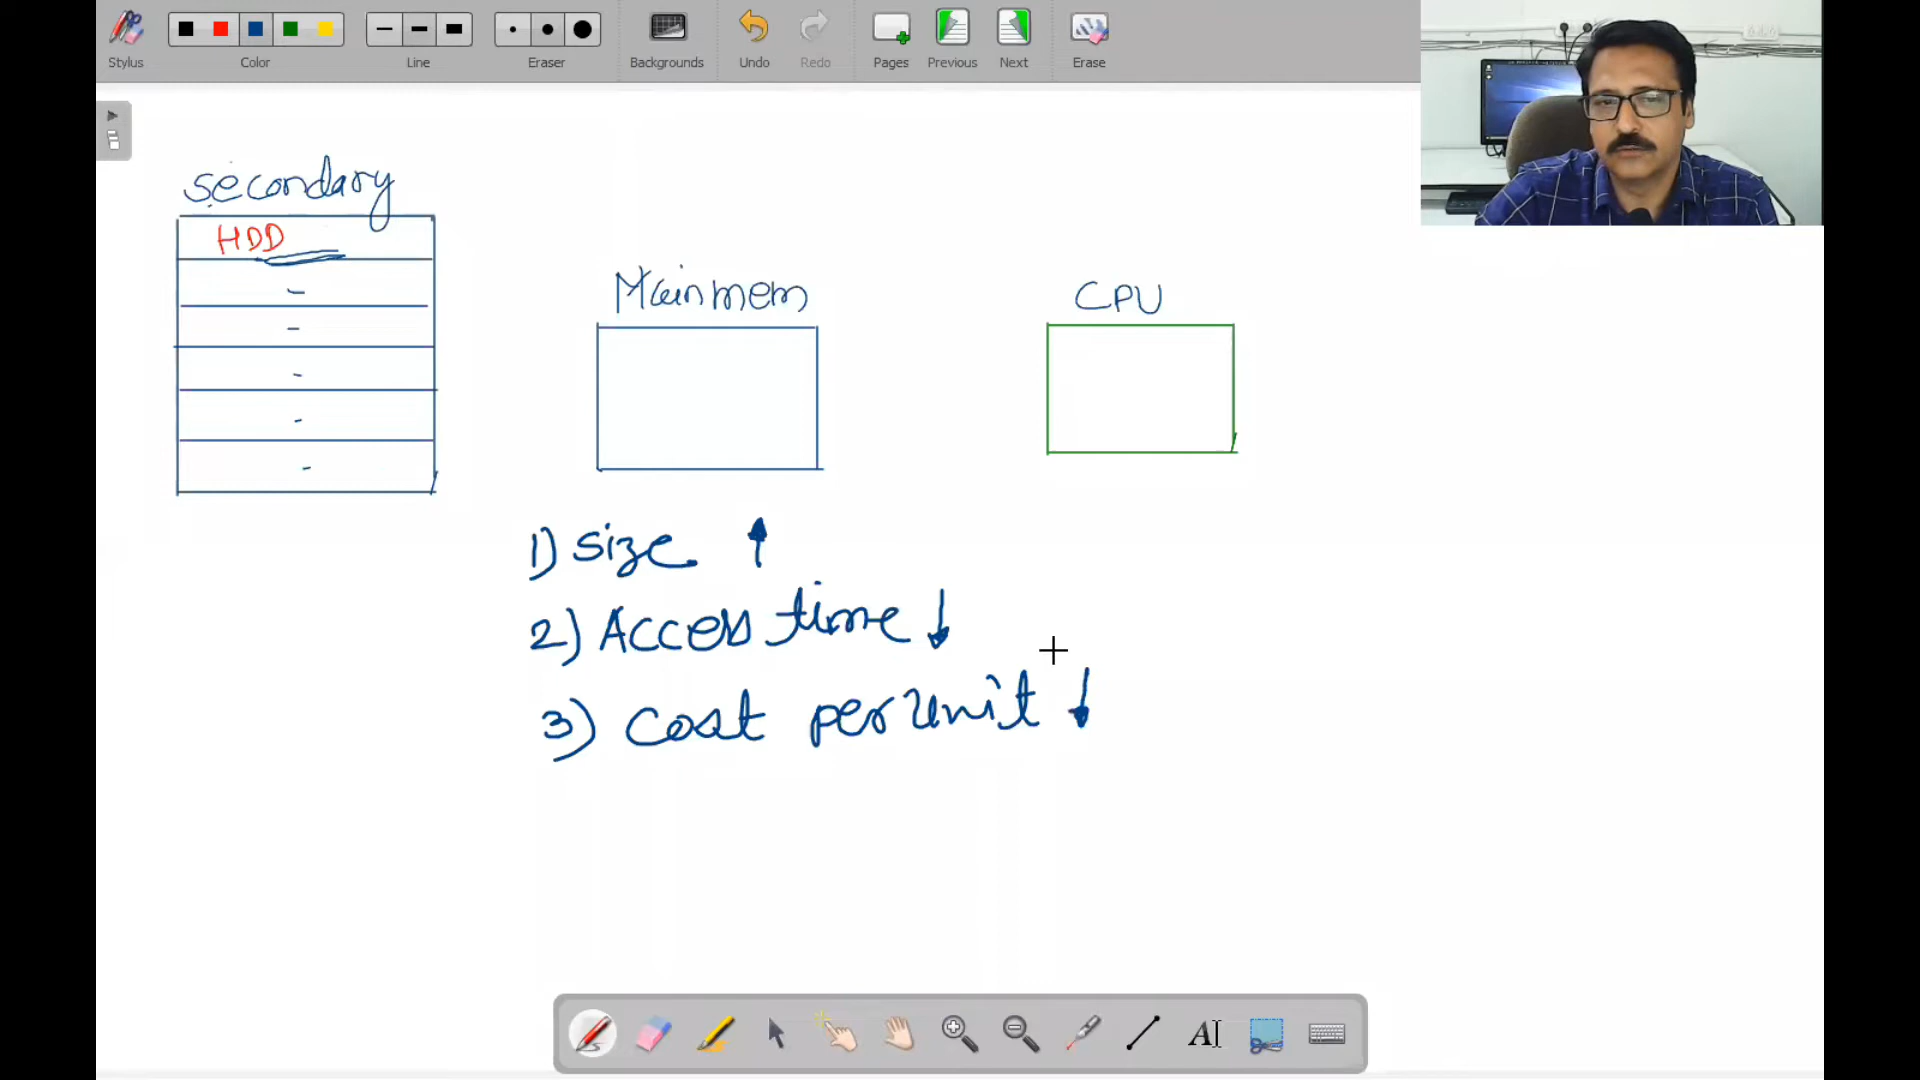 Stylus
Color
Line
Eraser
Backgrounds
Undo
Redo
Pages
Previous
Next
Erase
secondary
HDD
Main mem
CPU
1) Size ↑
2) Access time ↓
3) Cost per Unit ↓